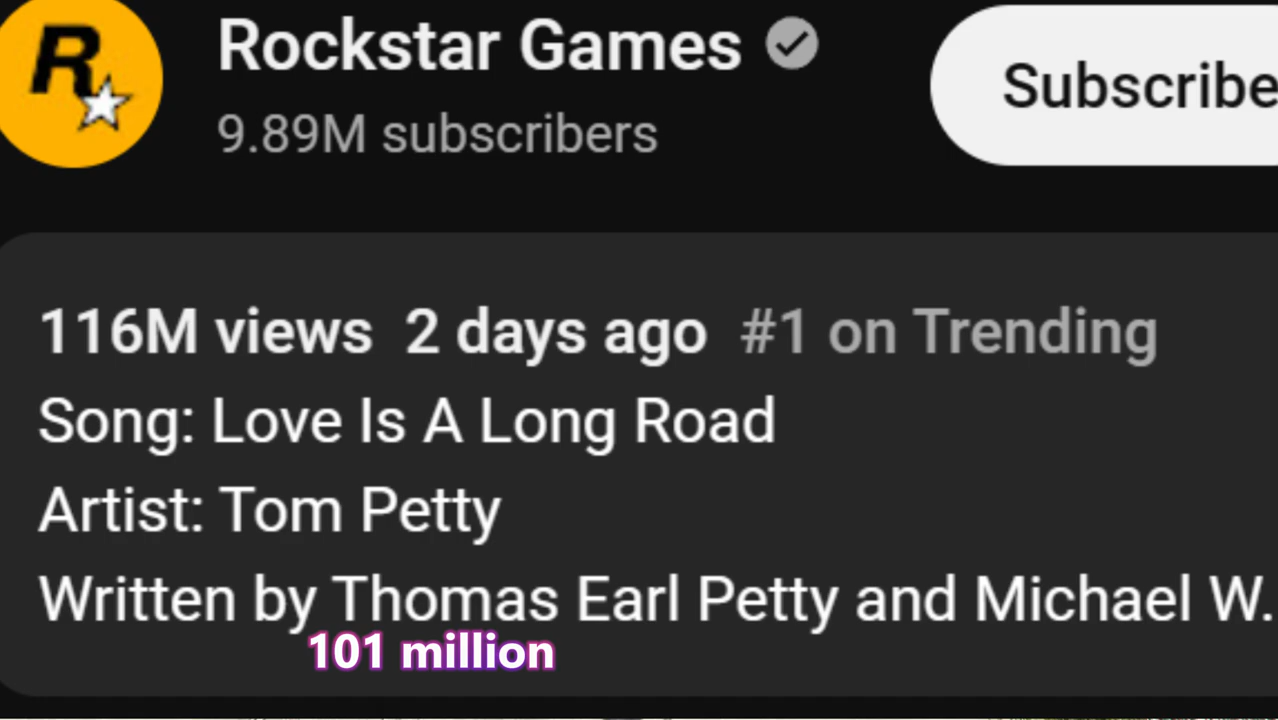 Rockstar Games
Subscribe
9.89M subscribers
116M views 2 days ago #1 on Trending
Song: Love Is A Long Road
Artist: Tom Petty
Written by Thomas Earl Petty and Michael W.
101 million